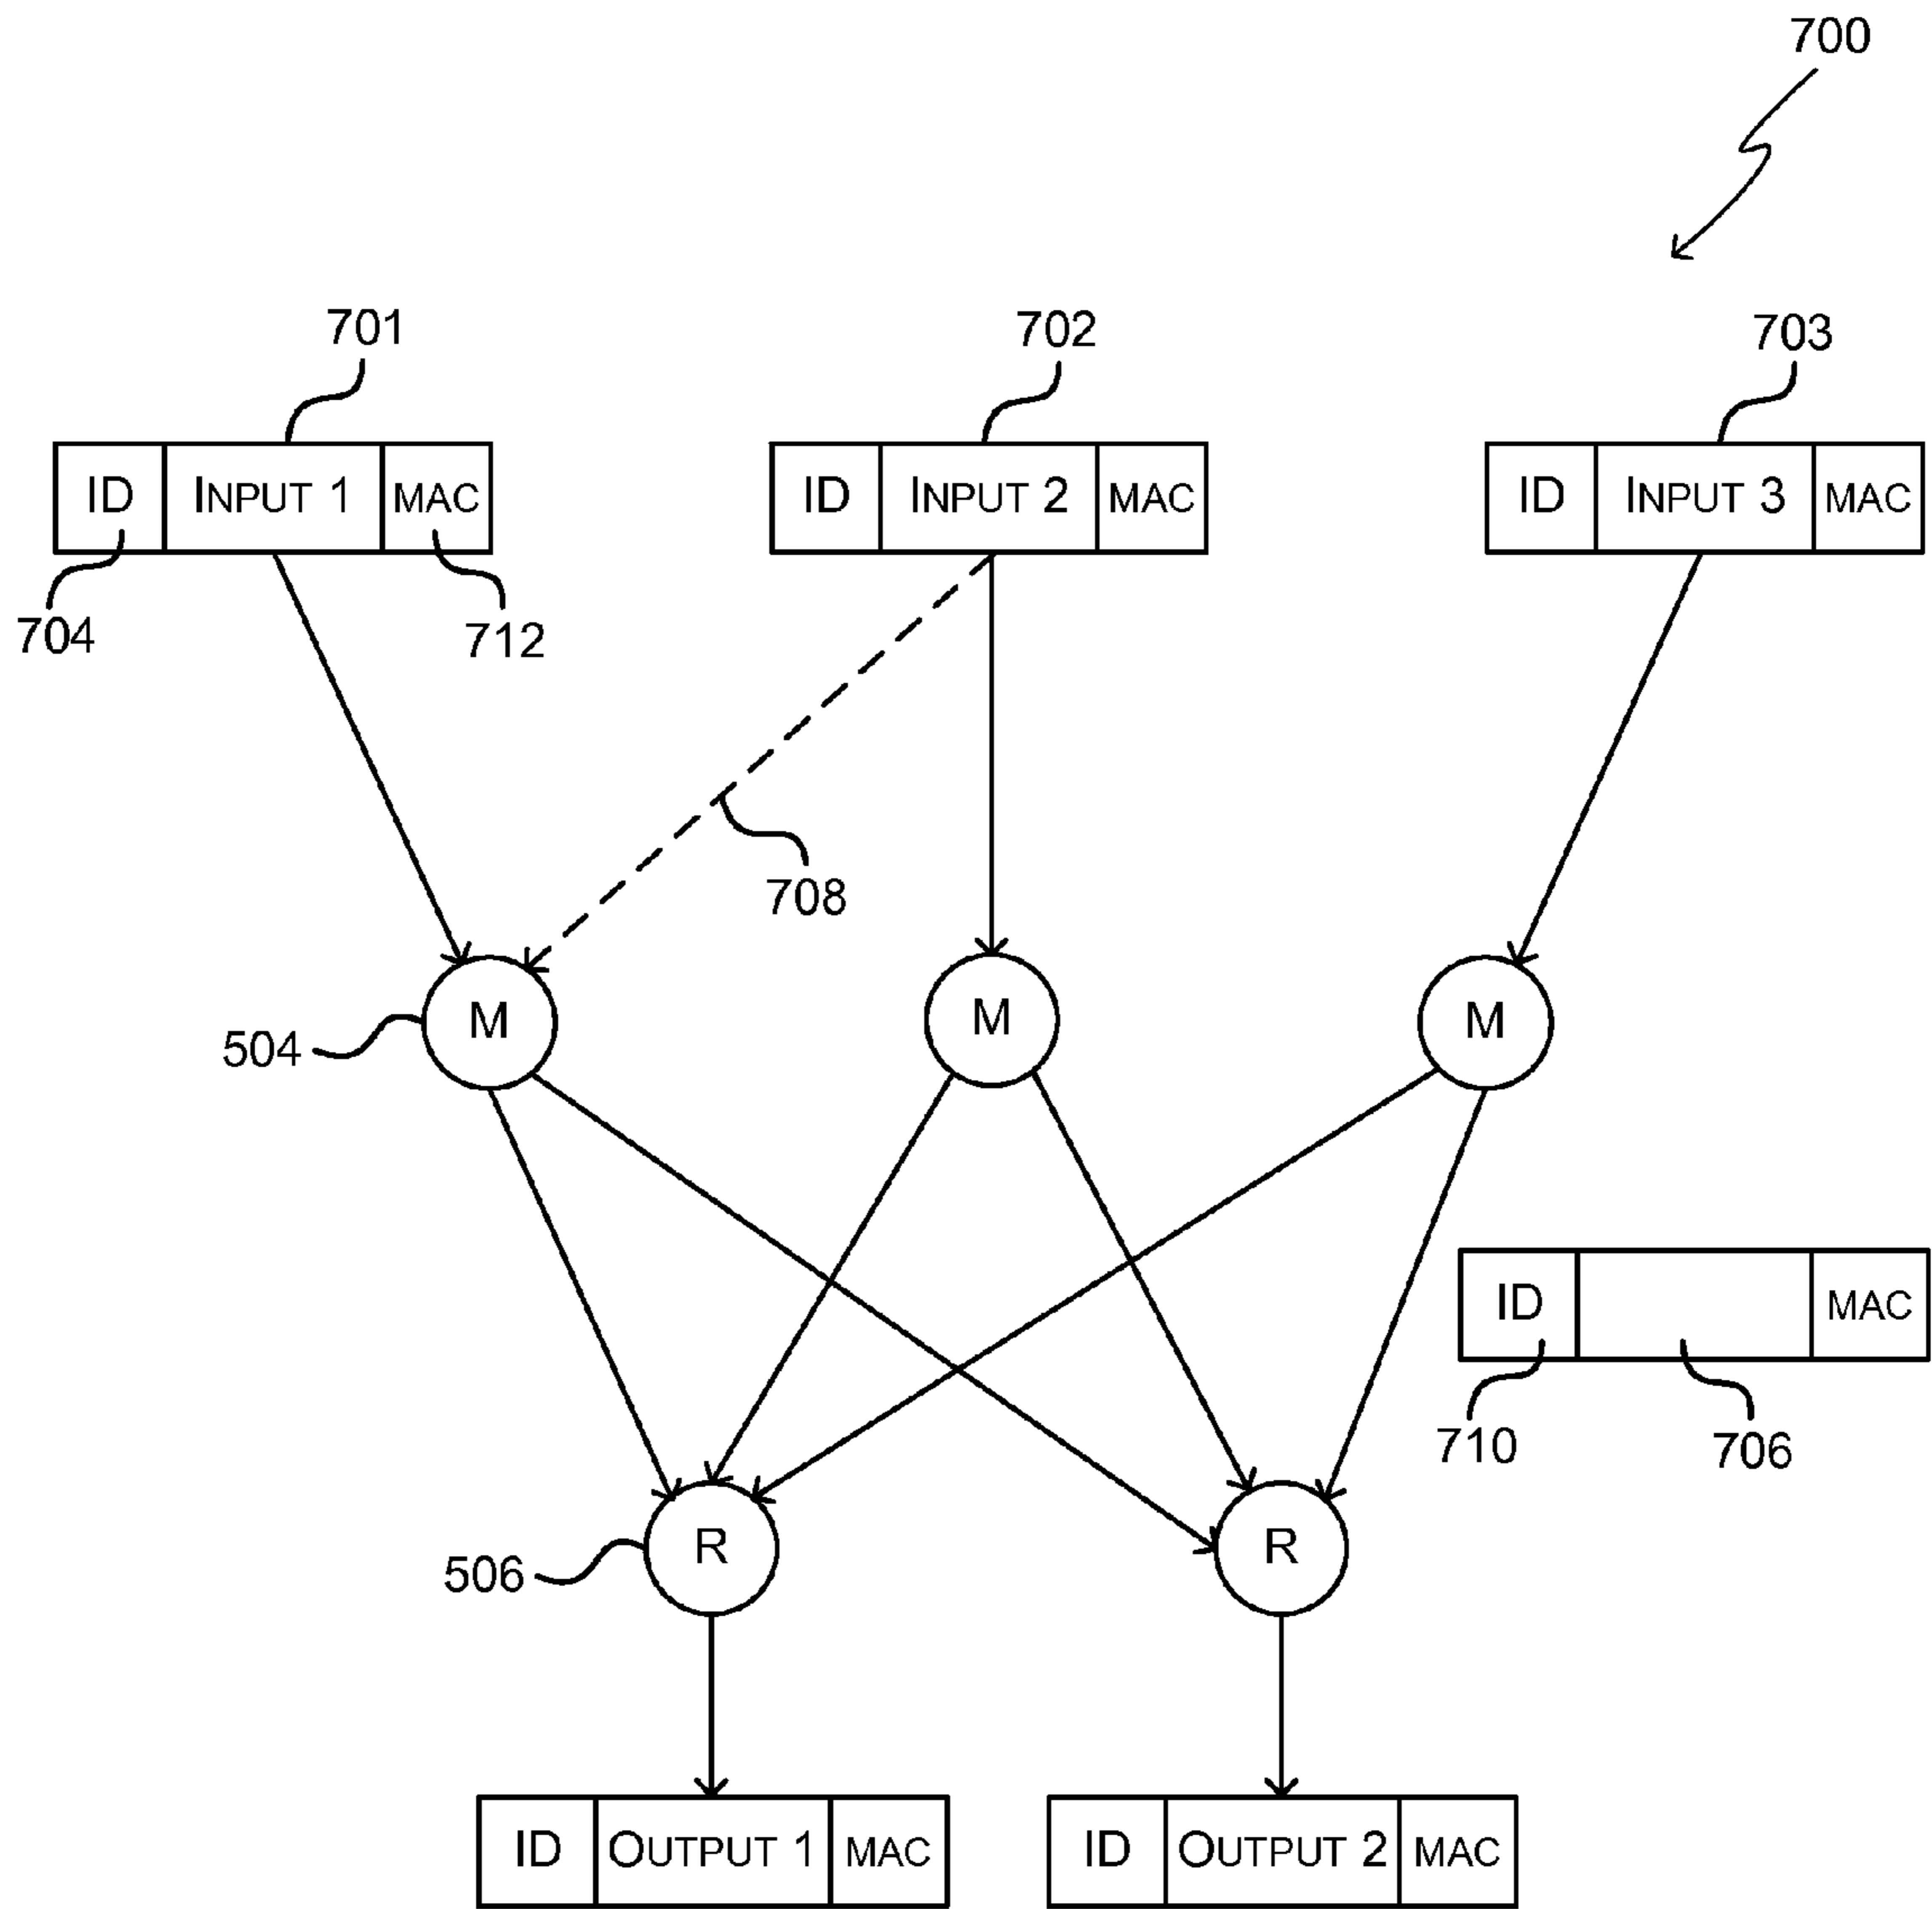 700
701
702
703
ID INPUT 1 MAC
ID INPUT 2 MAC
ID INPUT 3 MAC
704
712
708
M
M
M
504
ID MAC
710
706
R
R
506
ID OUTPUT 1 MAC
ID OUTPUT 2 MAC